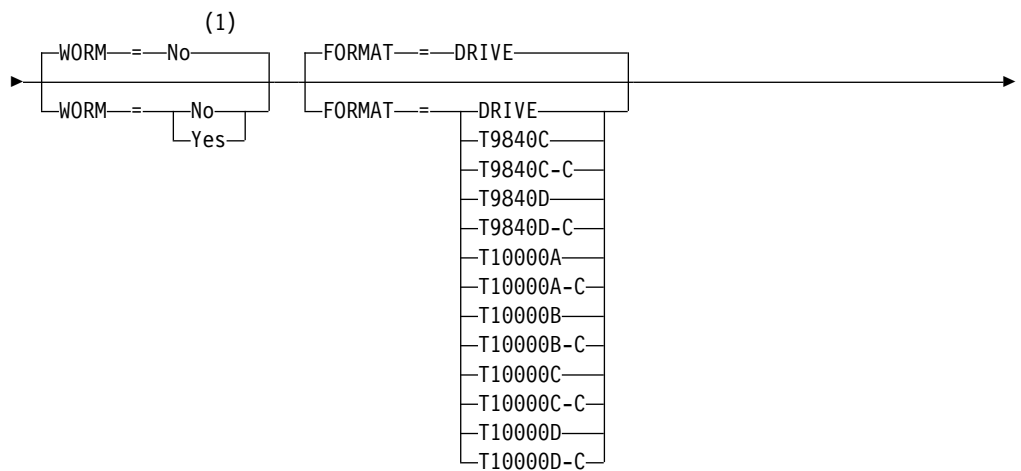 (1)
WORM = No FORMAT = DRIVE
WORM = No FORMAT = DRIVE
Yes T9840C
T9840C-C
T9840D
T9840D-C
T10000A
T10000A-C
T10000B
T10000B-C
T10000C
T10000C-C
T10000D
T10000D-C